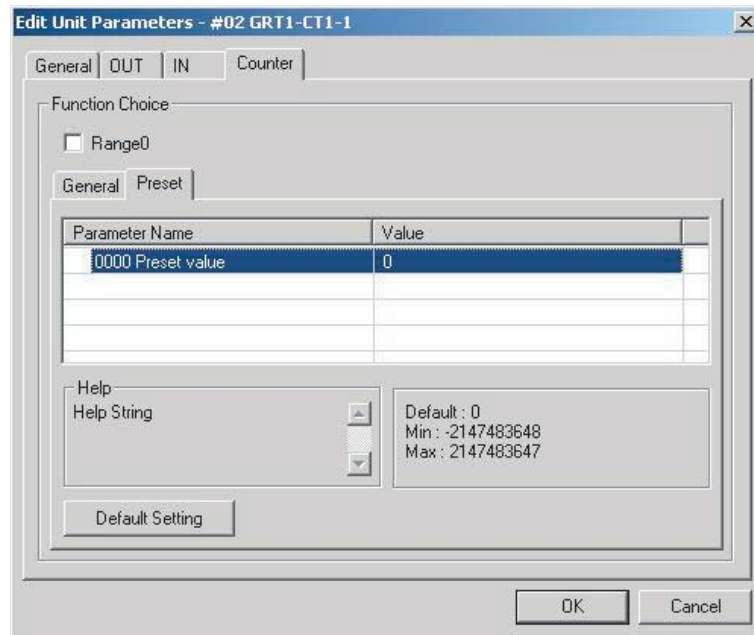 Edit Unit Parameters - #02 GRT1-CT1-1
General OUT IN Counter
Function Choice
Range0
General Preset
Parameter Name Value
0000 Preset value 0
Help
Help String
Default : 0
Min : -2147483648
Max : 2147483647
Default Setting
OK Cancel